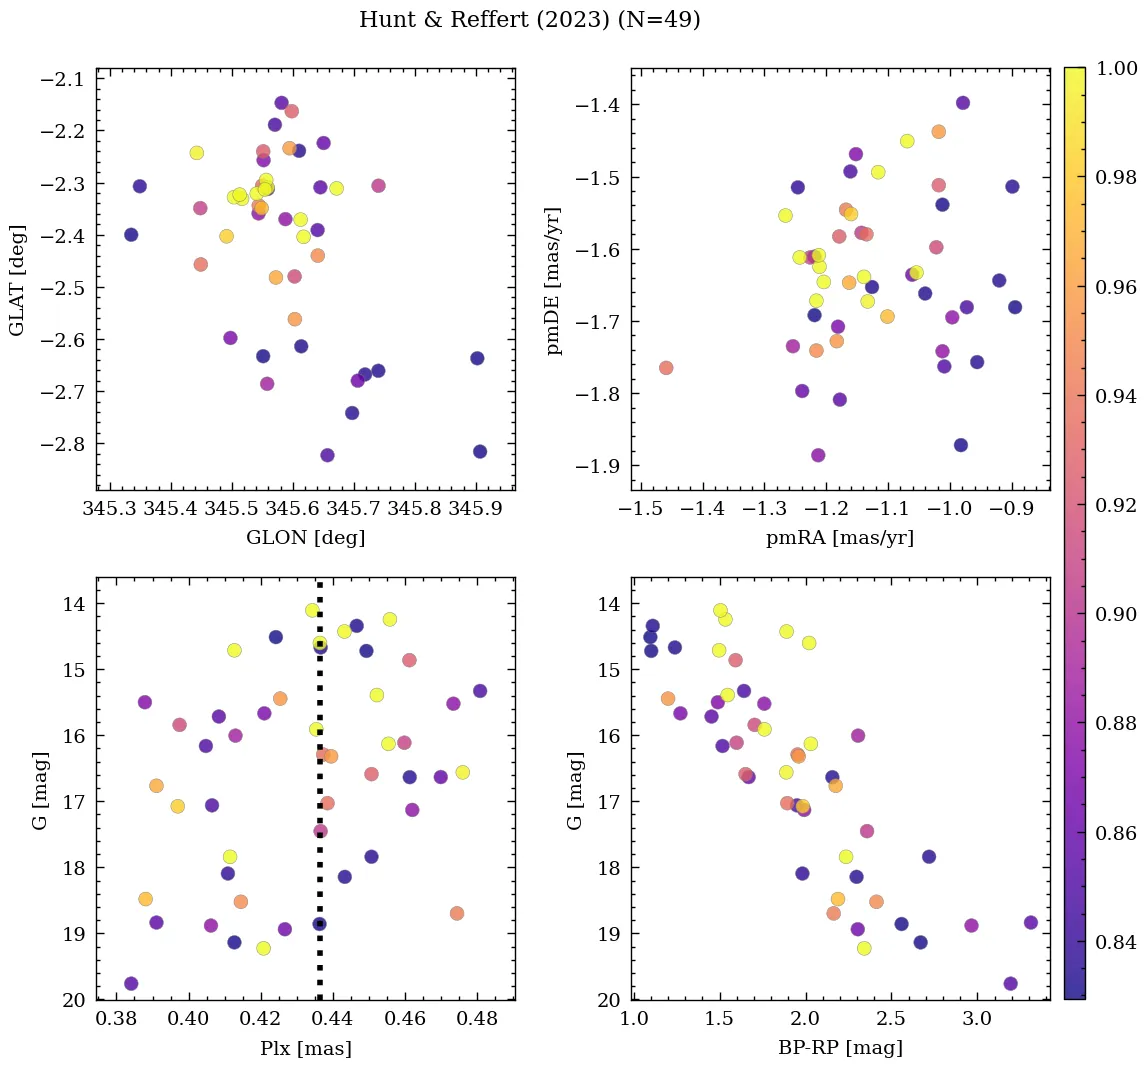 Hunt & Reffert (2023) (N=49)
−2.1
−2.2
−2.3
−2.4
−2.5
−2.6
−2.7
−2.8
GLAT [deg]
345.3 345.4 345.5 345.6 345.7 345.8 345.9
GLON [deg]
−1.4
−1.5
−1.6
−1.7
−1.8
−1.9
pmDE [mas/yr]
−1.5 −1.4 −1.3 −1.2 −1.1 −1.0 −0.9
pmRA [mas/yr]
14
15
16
17
18
19
20
G [mag]
0.38 0.40 0.42 0.44 0.46 0.48
Plx [mas]
14
15
16
17
18
19
20
G [mag]
1.0 1.5 2.0 2.5 3.0
BP-RP [mag]
1.00
0.98
0.96
0.94
0.92
0.90
0.88
0.86
0.84